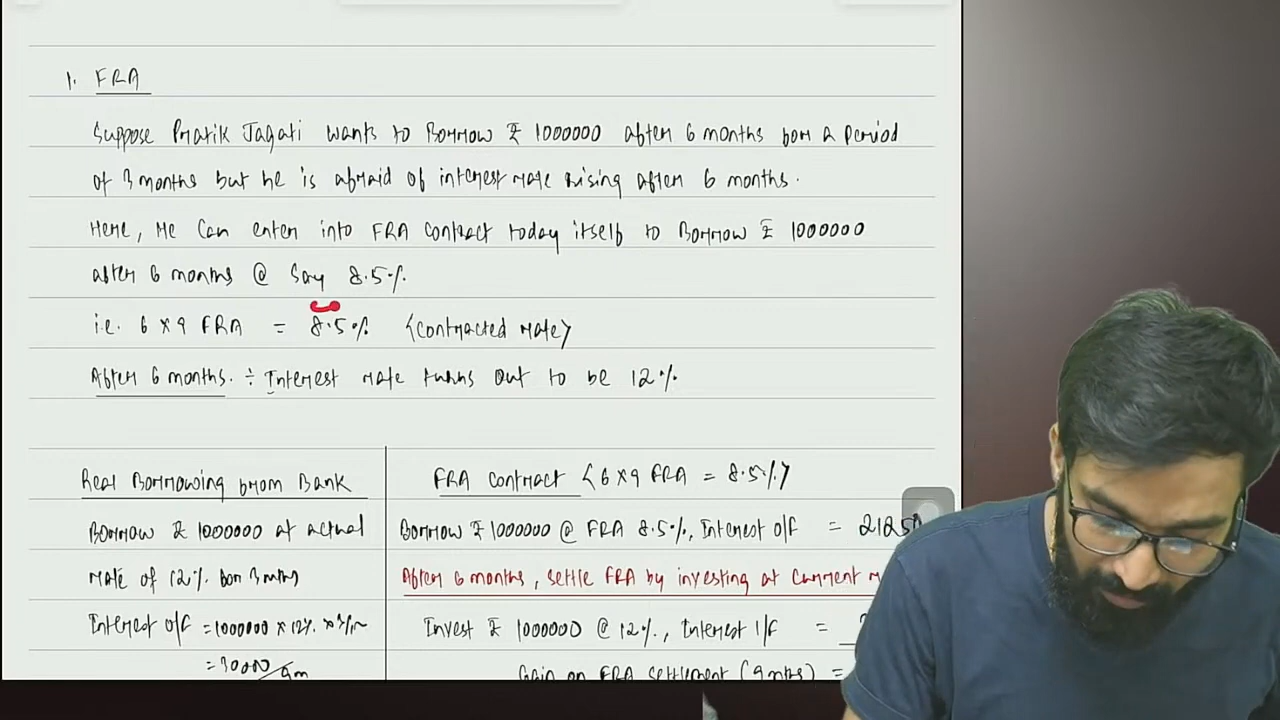 1. FRA
Suppose Pratik Jagati wants to Borrow ₹ 1000000 after 6 months for a Period
of 3 months but he is afraid of interest rate rising after 6 months.
Here, He Can enter into FRA Contract today itself to Borrow ₹ 1000000
after 6 months @ Say 8.5%.
i.e. 6 x 9 FRA = 8.5% {Contracted rate}
After 6 months. ÷ Interest rate turns out to be 12%
Real Borrowing from Bank
Borrow ₹ 1000000 at actual
rate of 12% for 3 mnths
Interest o/f = 1000000 x 12% x 3/12
= 30000
FRA Contract {6 x 9 FRA = 8.5%}
Borrow ₹ 1000000 @ FRA 8.5%, Interest o/f = 21250
After 6 months, settle FRA by investing at Current
Invest ₹ 1000000 @ 12%, Interest i/f =
Gain on FRA settlement (9 mths) =